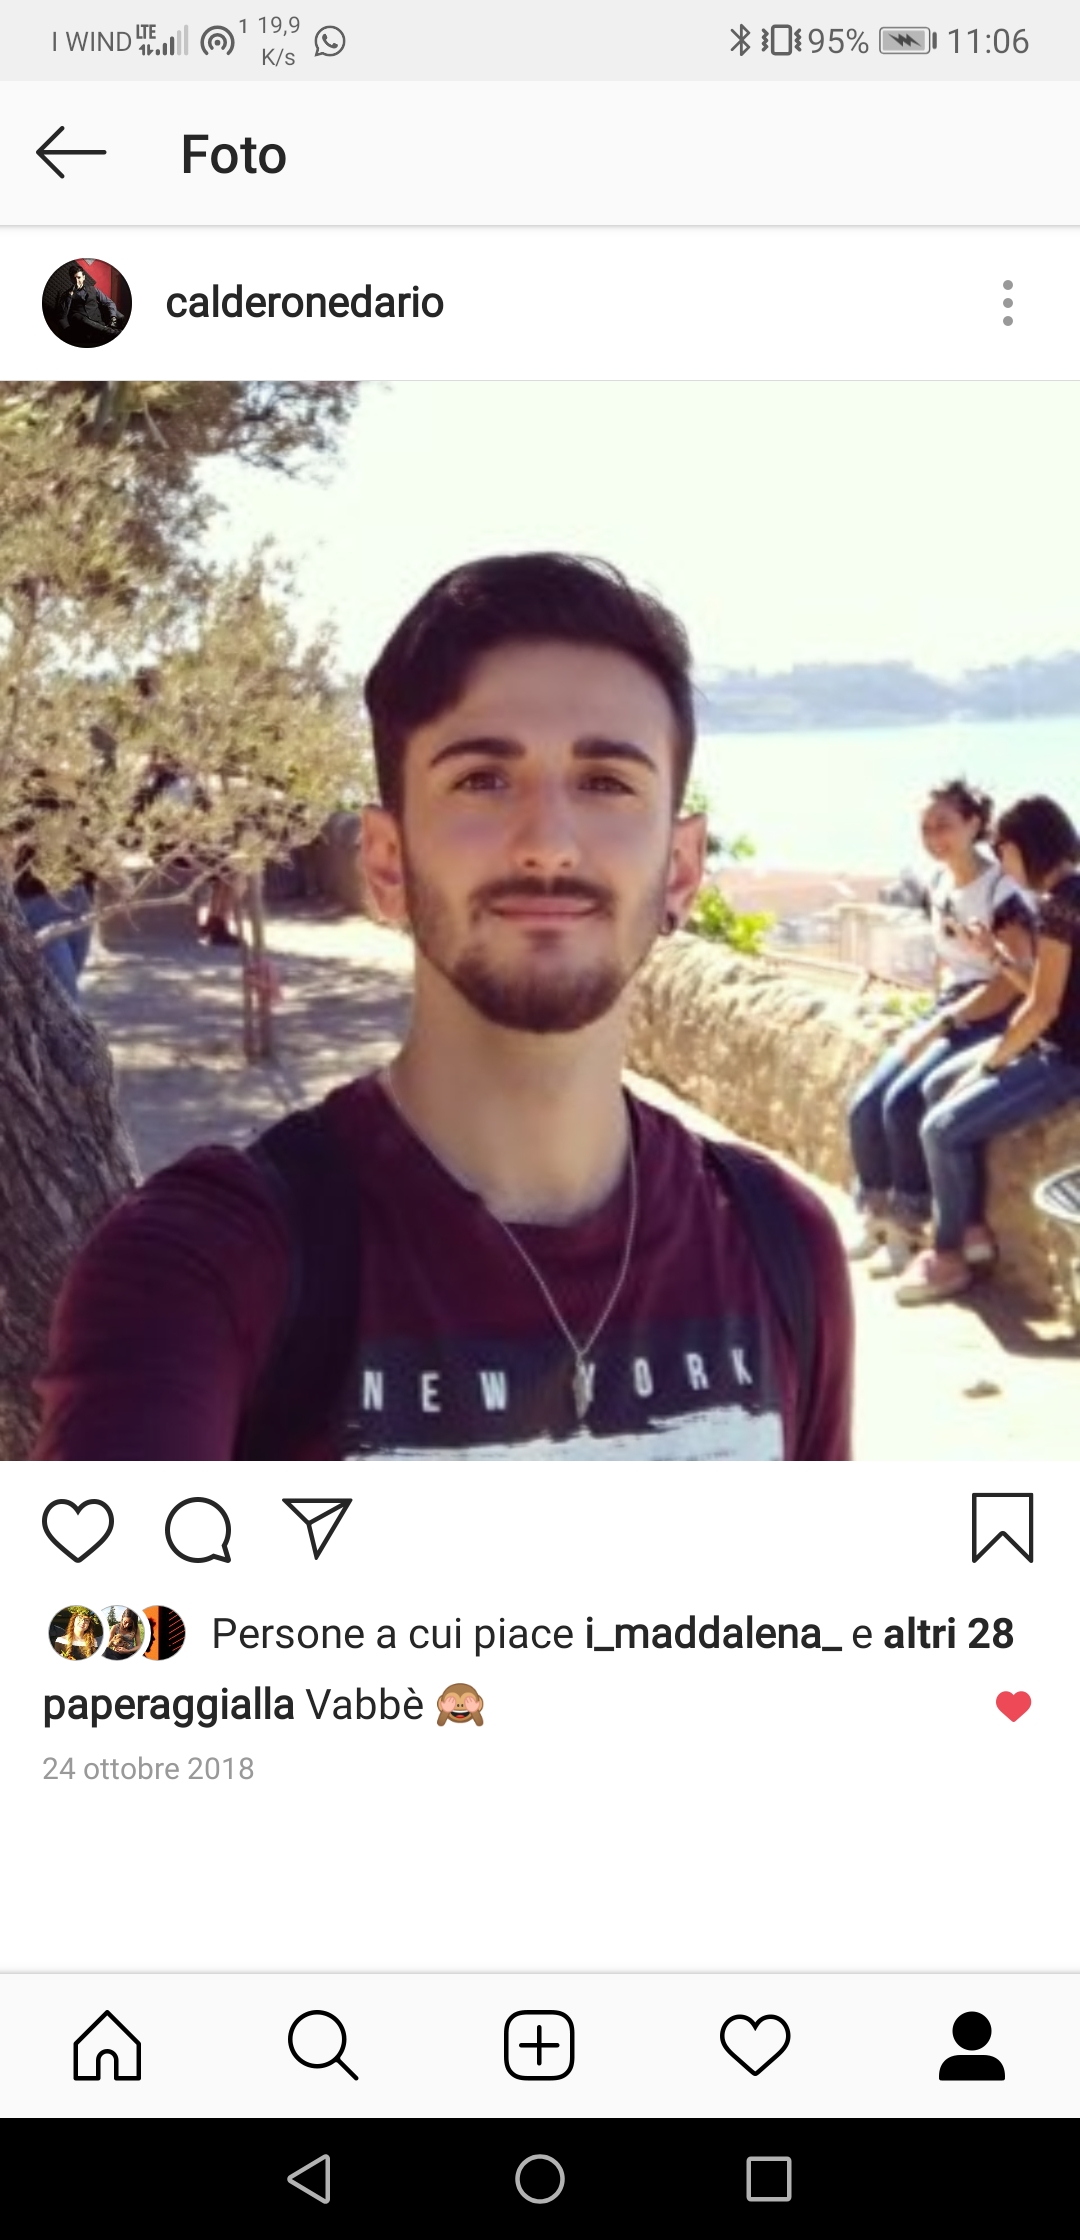 I WIND LTE 1 19,9 K/s 95% 11:06
Foto
calderonedario
NEW YORK
Persone a cui piace i_maddalena_ e altri 28
paperaggialla Vabbè 🙈
24 ottobre 2018